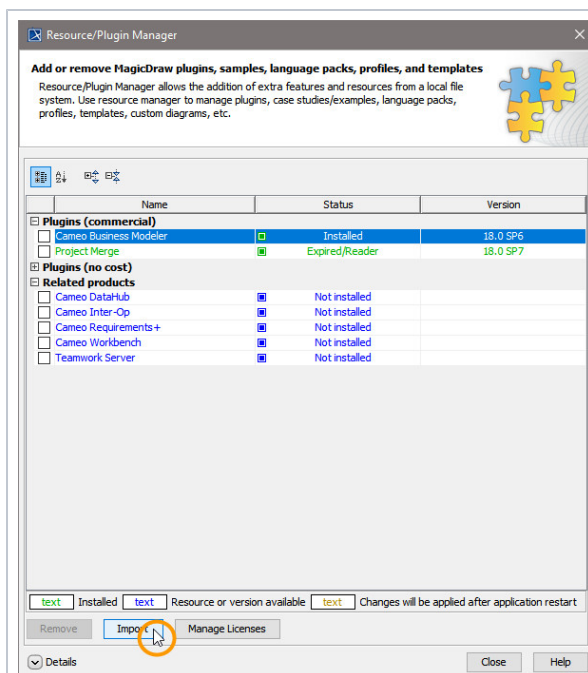 Resource/Plugin Manager
Add or remove MagicDraw plugins, samples, language packs, profiles, and templates
Resource/Plugin Manager allows the addition of extra features and resources from a local file
system. Use resource manager to manage plugins, case studies/examples, language packs,
profiles, templates, custom diagrams, etc.
Name Status Version
Plugins (commercial)
Cameo Business Modeler Installed 18.0 SP6
Project Merge Expired/Reader 18.0 SP7
Plugins (no cost)
Related products
Cameo DataHub Not installed
Cameo Inter-Op Not installed
Cameo Requirements+ Not installed
Cameo Workbench Not installed
Teamwork Server Not installed
text Installed text Resource or version available text Changes will be applied after application restart
Remove Import Manage Licenses
Details Close Help